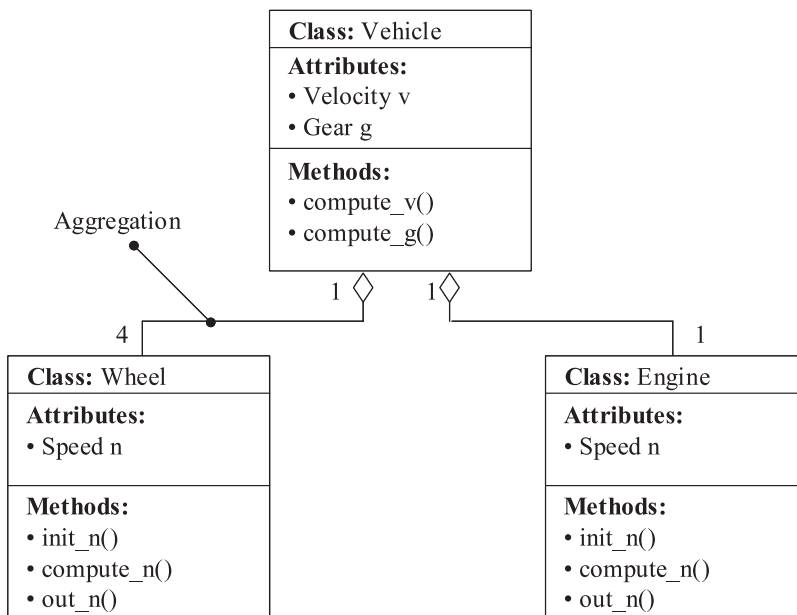 Class: Vehicle
Attributes:
• Velocity v
• Gear g
Methods:
• compute_v()
• compute_g()
Aggregation
1
1
4
1
Class: Wheel
Attributes:
• Speed n
Methods:
• init_n()
• compute_n()
• out_n()
Class: Engine
Attributes:
• Speed n
Methods:
• init_n()
• compute_n()
• out_n()